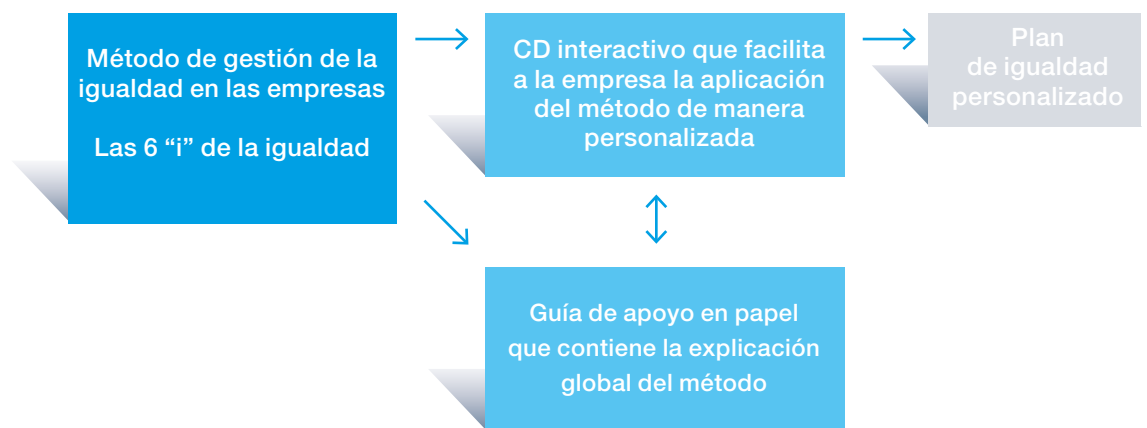 Método de gestión de la
igualdad en las empresas
Las 6 “i” de la igualdad
CD interactivo que facilita
a la empresa la aplicación
del método de manera
personalizada
Plan
de igualdad
personalizado
Guía de apoyo en papel
que contiene la explicación
global del método